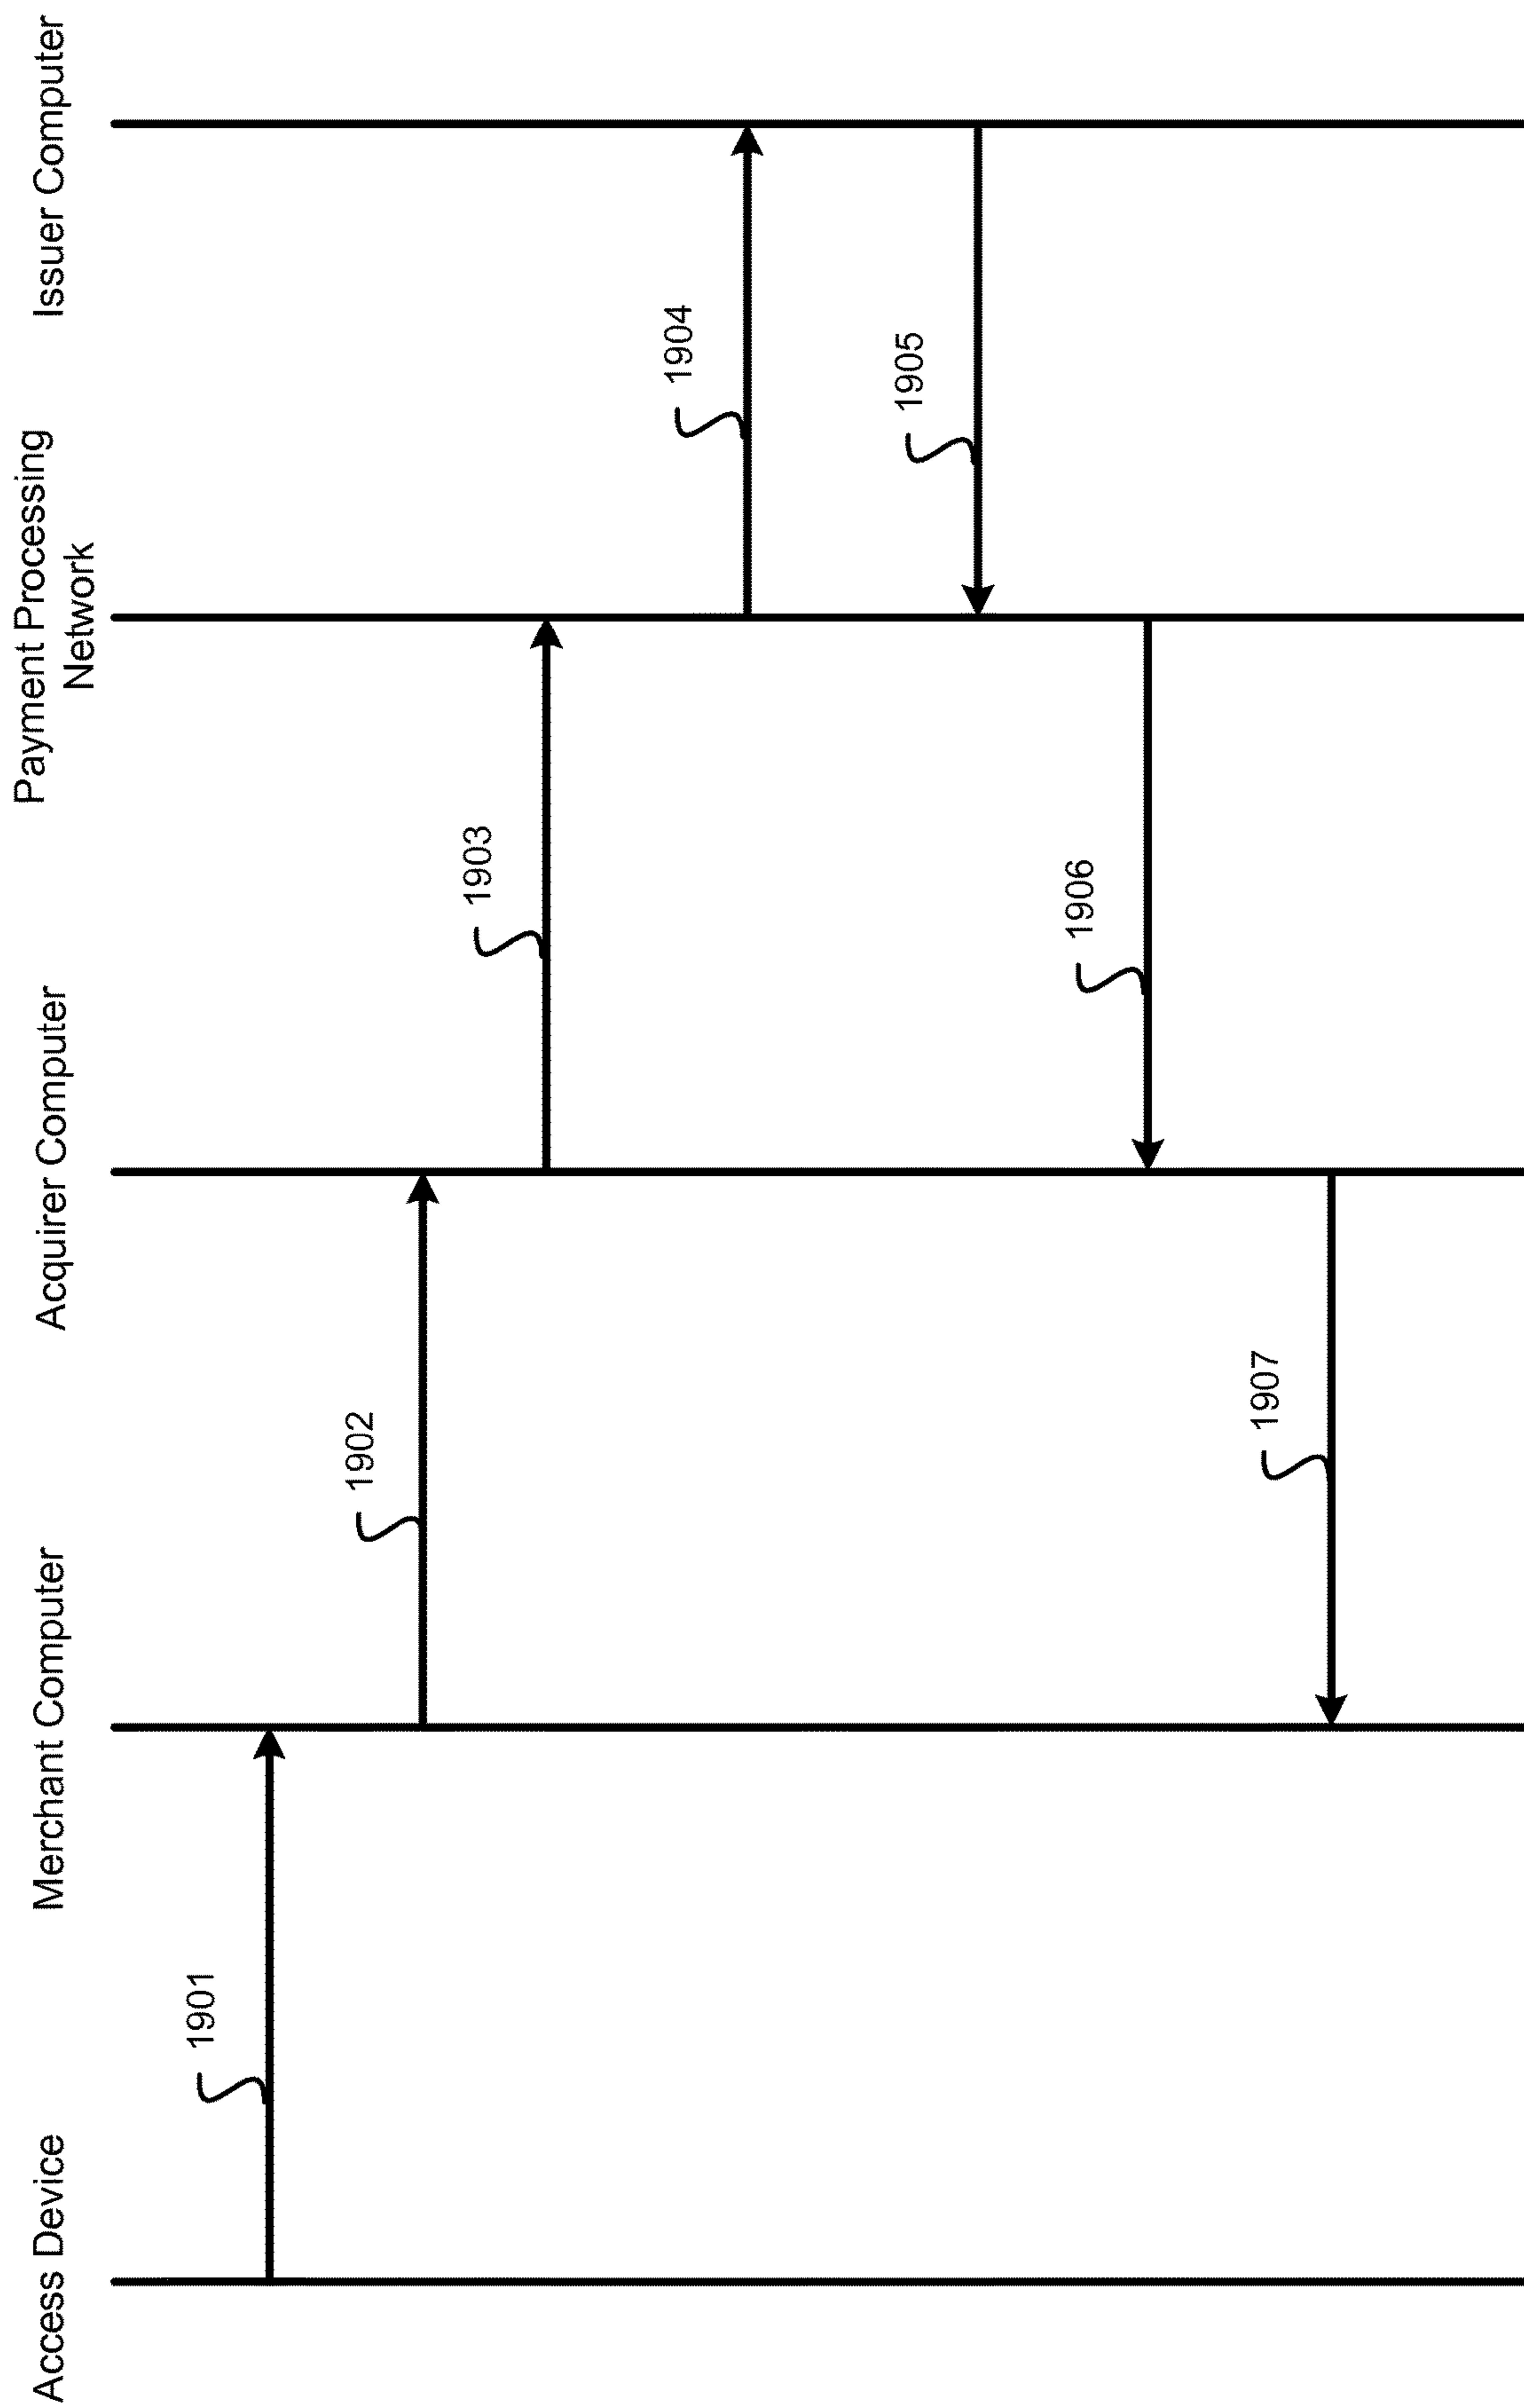 Access Device
Merchant Computer
Acquirer Computer
Payment Processing
Network
Issuer Computer
1901
1902
1903
1904
1905
1906
1907